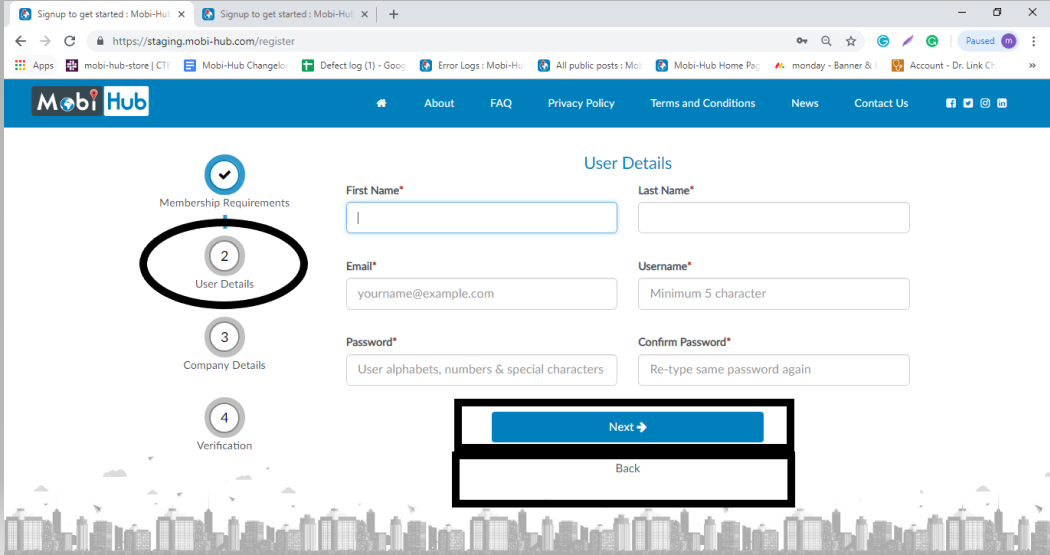 Signup to get started : Mobi-Hub
Signup to get started : Mobi-Hub
https://staging.mobi-hub.com/register
Paused m
Apps mobi-hub-store | CTE Mobi-Hub Changelo Defect log (1) - Goog Error Logs : Mobi-Hu All public posts : Mob Mobi-Hub Home Pag monday - Banner & Account - Dr. Link Ch »
Mobi Hub
About FAQ Privacy Policy Terms and Conditions News Contact Us
User Details
Membership Requirements
First Name* Last Name*
2
User Details
Email* Username*
yourname@example.com Minimum 5 character
3
Company Details
Password* Confirm Password*
User alphabets, numbers & special characters Re-type same password again
4
Verification
Next
Back